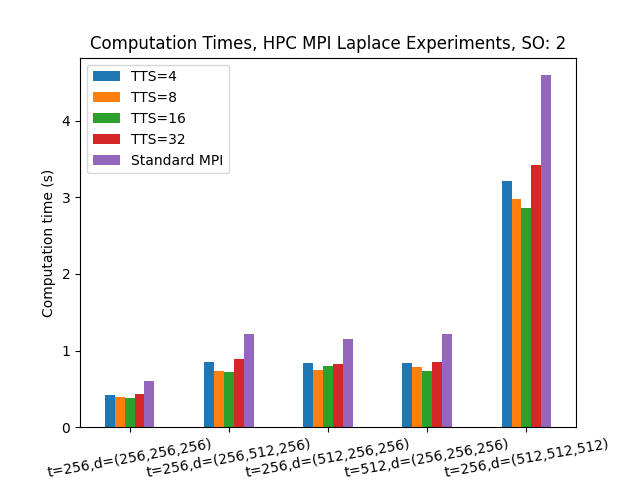 Computation Times, HPC MPI Laplace Experiments, SO: 2
TTS=4
TTS=8
TTS=16
TTS=32
Standard MPI
Computation time (s)
4
3
2
1
0
t=256,d=(256,256,256)
t=256,d=(256,512,256)
t=256,d=(512,256,256)
t=512,d=(256,256,256)
t=256,d=(512,512,512)